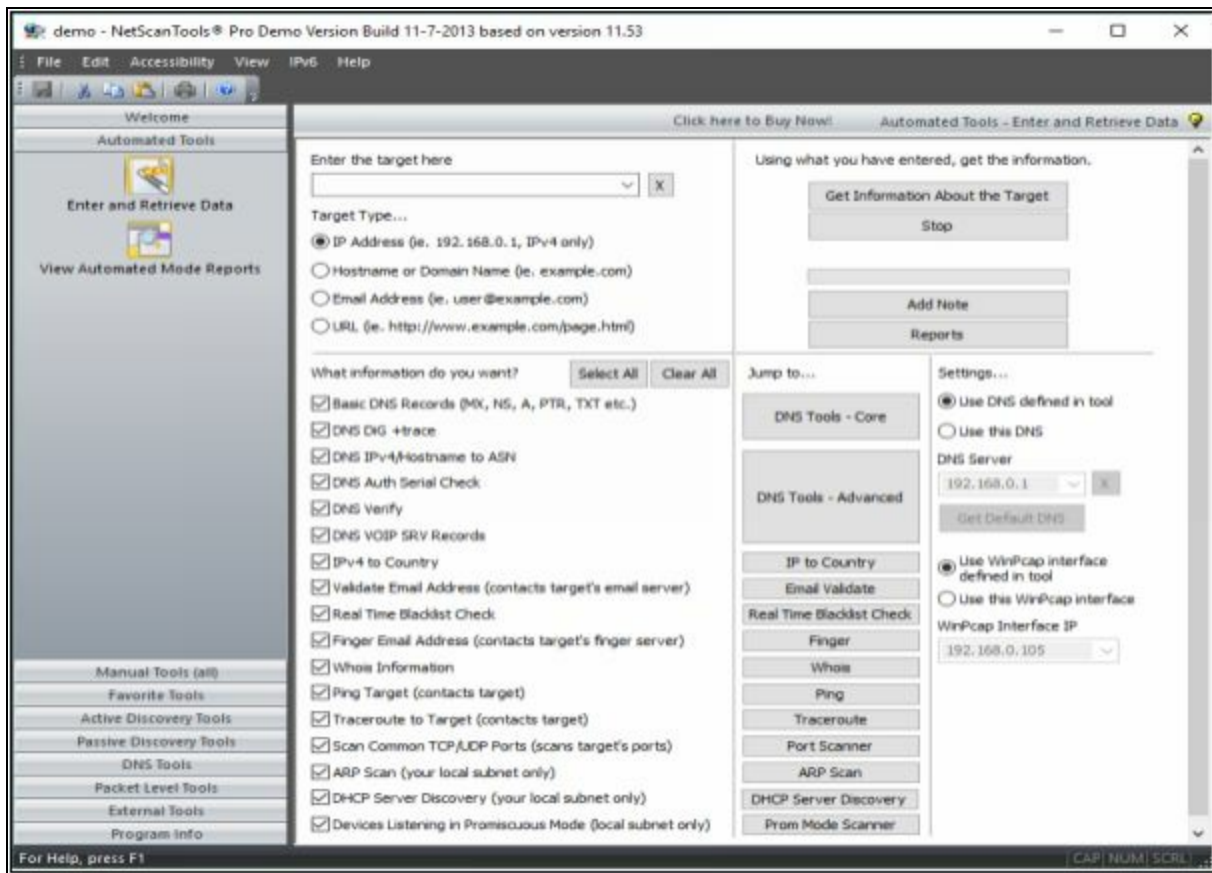 demo - NetScanTools® Pro Demo Version Build 11-7-2013 based on version 11.53
File Edit Accessibility View IPv6 Help
Welcome
Automated Tools
Enter and Retrieve Data
View Automated Mode Reports
Manual Tools (all)
Favorite Tools
Active Discovery Tools
Passive Discovery Tools
DNS Tools
Packet Level Tools
External Tools
Program Info
Click here to Buy Now! Automated Tools - Enter and Retrieve Data
Enter the target here
X
Target Type...
IP Address (ie. 192.168.0.1, IPv4 only)
Hostname or Domain Name (ie. example.com)
Email Address (ie. user@example.com)
URL (ie. http://www.example.com/page.html)
Using what you have entered, get the information.
Get Information About the Target
Stop
Add Note
Reports
What information do you want? Select All Clear All
Basic DNS Records (MX, NS, A, PTR, TXT etc.)
DNS DIG +trace
DNS IPv4/Hostname to ASN
DNS Auth Serial Check
DNS Verify
DNS VOIP SRV Records
IPv4 to Country
Validate Email Address (contacts target's email server)
Real Time Blacklist Check
Finger Email Address (contacts target's finger server)
Whois Information
Ping Target (contacts target)
Traceroute to Target (contacts target)
Scan Common TCP/UDP Ports (scans target's ports)
ARP Scan (your local subnet only)
DHCP Server Discovery (your local subnet only)
Devices Listening in Promiscuous Mode (local subnet only)
Jump to...
DNS Tools - Core
DNS Tools - Advanced
IP to Country
Email Validate
Real Time Blacklist Check
Finger
Whois
Ping
Traceroute
Port Scanner
ARP Scan
DHCP Server Discovery
Prom Mode Scanner
Settings...
Use DNS defined in tool
Use this DNS
DNS Server
192.168.0.1 X
Get Default DNS
Use WinPcap interface
defined in tool
Use this WinPcap interface
WinPcap Interface IP
192.168.0.105
For Help, press F1
CAP NUM SCRL